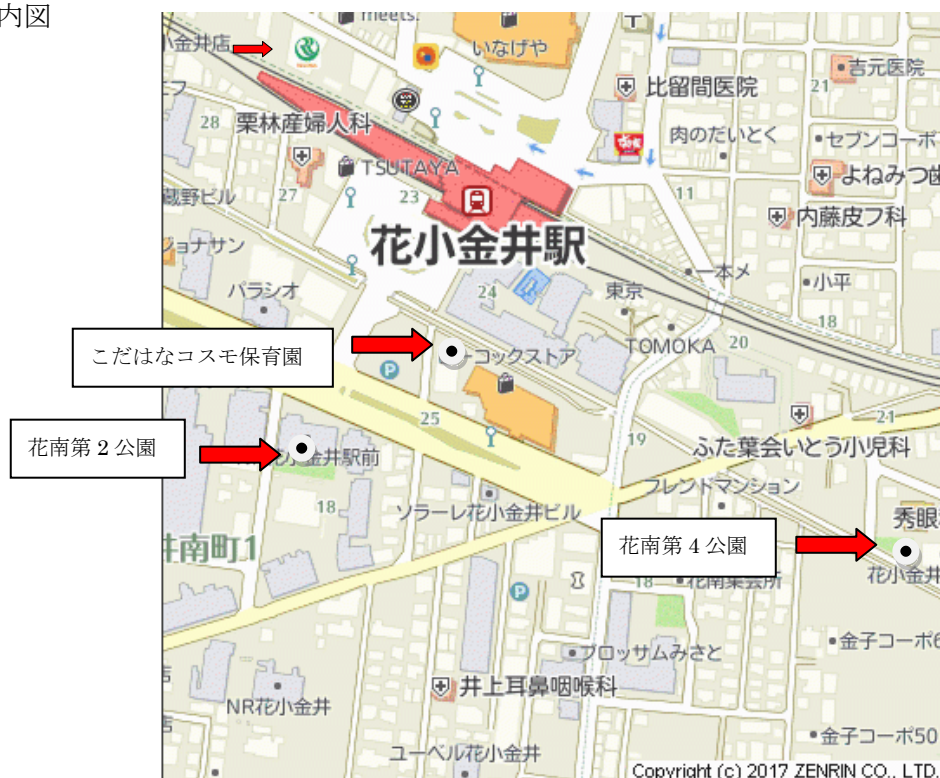 内図
meets.
小金井店
いなげや
比留間医院
吉元医院
21
28
栗林産婦人科
肉のだいとく
セブンコーポ
TSUTAYA
よねみつ歯
蔵野ビル
27
23
11
内藤皮フ科
花小金井駅
ジョナサン
一本メ
小平
パラシオ
24
東京
18
こだはなコスモ保育園
コックストア
TOMOKA
20
P
25
21
花南第2公園
小金井駅前
19
ふた葉会いとう小児科
フレンドマンション
18
ソラーレ花小金井ビル
秀眼
井南町1
花南第4公園
花小金井
P
18
花南集会所
金子コーポ6
ブロッサムみさと
井上耳鼻咽喉科
NR花小金井
金子コーポ50
ユーベル花小金井
Copyright (c) 2017 ZENRIN CO., LTD